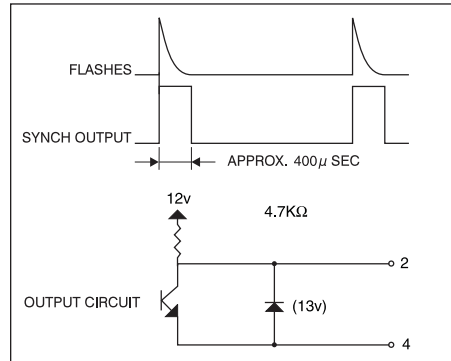 FLASHES
SYNCH OUTPUT
APPROX. 400μ SEC
12v
4.7KΩ
2
OUTPUT CIRCUIT
(13v)
4